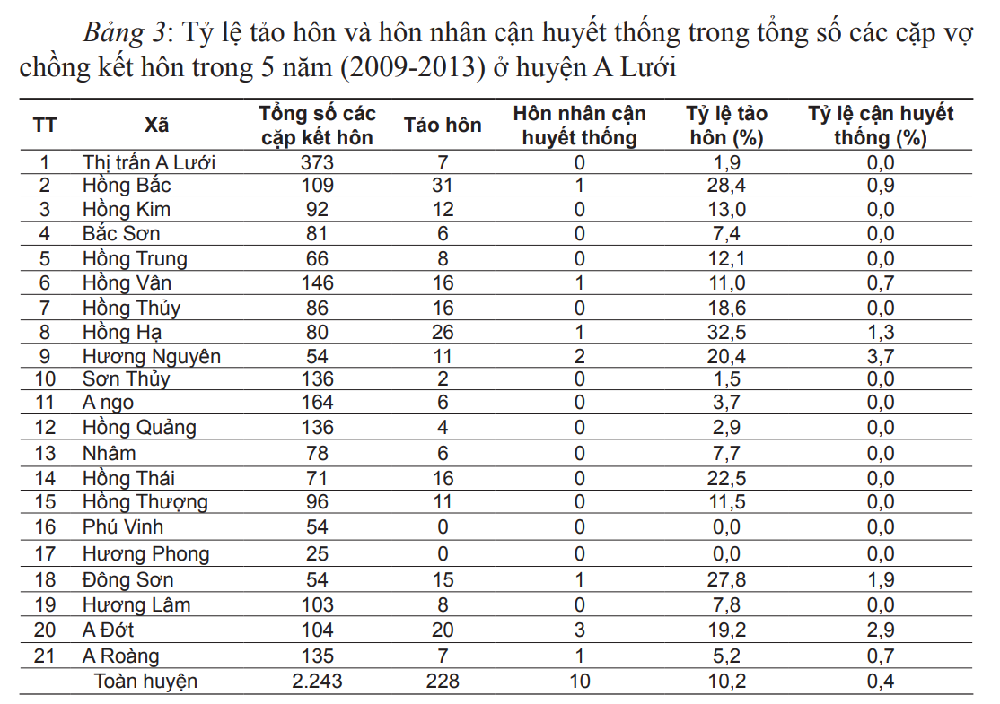 Bảng 3: Tỷ lệ tảo hôn và hôn nhân cận huyết thống trong tổng số các cặp vợ
chồng kết hôn trong 5 năm (2009-2013) ở huyện A Lưới
TT Xã Tổng số các cặp kết hôn Tảo hôn Hôn nhân cận huyết thống Tỷ lệ tảo hôn (%) Tỷ lệ cận huyết thống (%)
1 Thị trấn A Lưới 373 7 0 1,9 0,0
2 Hồng Bắc 109 31 1 28,4 0,9
3 Hồng Kim 92 12 0 13,0 0,0
4 Bắc Sơn 81 6 0 7,4 0,0
5 Hồng Trung 66 8 0 12,1 0,0
6 Hồng Vân 146 16 1 11,0 0,7
7 Hồng Thủy 86 16 0 18,6 0,0
8 Hồng Hạ 80 26 1 32,5 1,3
9 Hương Nguyên 54 11 2 20,4 3,7
10 Sơn Thủy 136 2 0 1,5 0,0
11 A ngo 164 6 0 3,7 0,0
12 Hồng Quảng 136 4 0 2,9 0,0
13 Nhâm 78 6 0 7,7 0,0
14 Hồng Thái 71 16 0 22,5 0,0
15 Hồng Thượng 96 11 0 11,5 0,0
16 Phú Vinh 54 0 0 0,0 0,0
17 Hương Phong 25 0 0 0,0 0,0
18 Đông Sơn 54 15 1 27,8 1,9
19 Hương Lâm 103 8 0 7,8 0,0
20 A Đớt 104 20 3 19,2 2,9
21 A Roàng 135 7 1 5,2 0,7
Toàn huyện 2.243 228 10 10,2 0,4